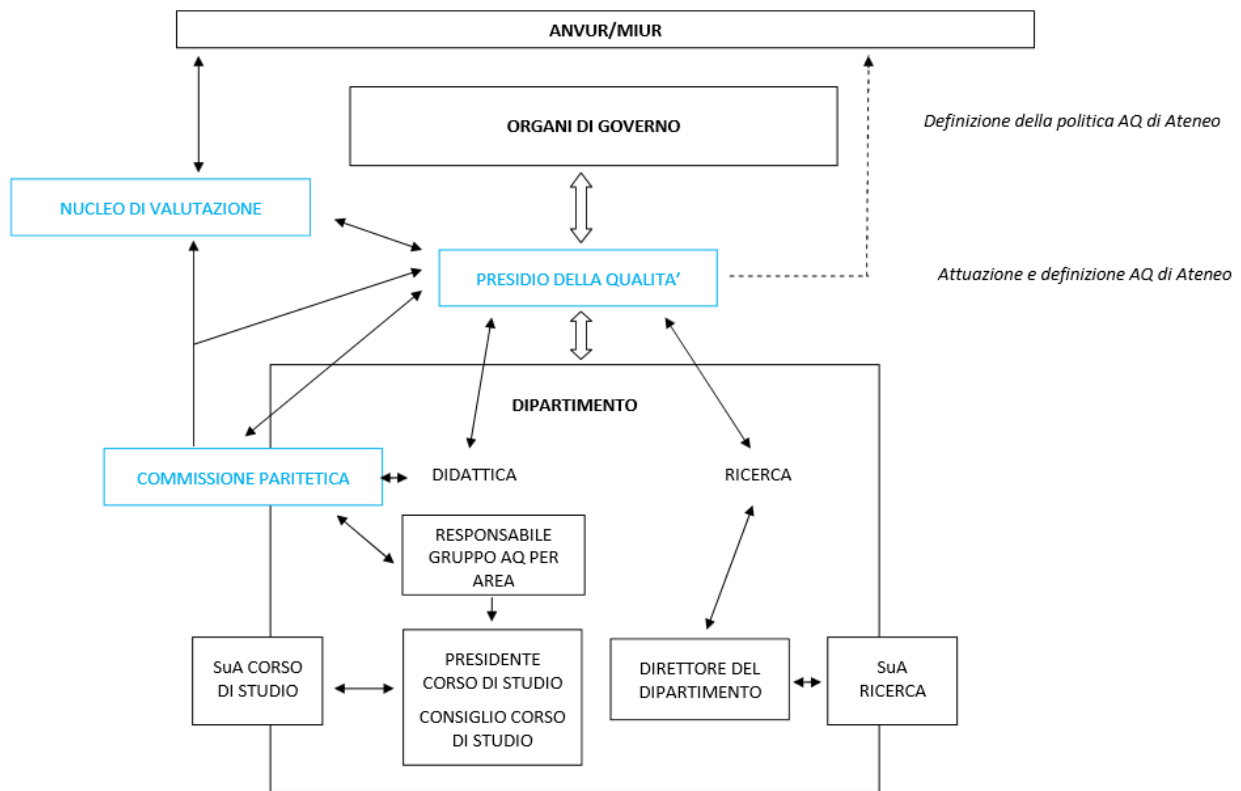 ANVUR/MIUR
ORGANI DI GOVERNO
Definizione della politica AQ di Ateneo
NUCLEO DI VALUTAZIONE
PRESIDIO DELLA QUALITA’
Attuazione e definizione AQ di Ateneo
DIPARTIMENTO
COMMISSIONE PARITETICA
DIDATTICA
RICERCA
RESPONSABILE
GRUPPO AQ PER
AREA
SuA CORSO
DI STUDIO
PRESIDENTE
CORSO DI STUDIO
CONSIGLIO CORSO
DI STUDIO
DIRETTORE DEL
DIPARTIMENTO
SuA
RICERCA